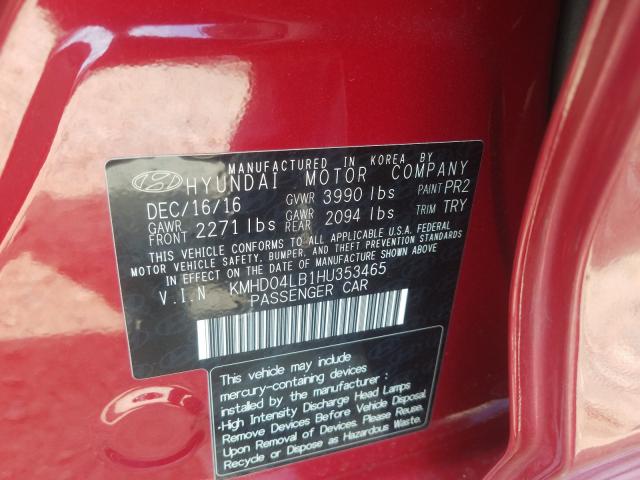 MANUFACTURED IN KOREA BY
HYUNDAI MOTOR COMPANY
DEC/16/16 GVWR 3990 lbs PAINT PR2
GAWR FRONT 2271 lbs GAWR REAR 2094 lbs TRIM TRY
THIS VEHICLE CONFORMS TO ALL APPLICABLE U.S.A. FEDERAL
MOTOR VEHICLE SAFETY, BUMPER, AND THEFT PREVENTION STANDARDS
IN EFFECT ON THE DATE OF MANUFACTURE SHOWN ABOVE
V.I.N KMHD04LB1HU353465
PASSENGER CAR
This vehicle may include
mercury-containing devices
installed by the manufacturer :
- High Intensity Discharge Head Lamps
Remove Devices Before Vehicle Disposal
Upon Removal of Devices. Please Reuse,
Recycle or Dispose as Hazardous Waste.